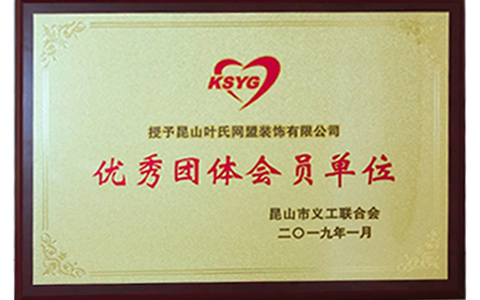 KSYG
授予昆山叶氏网盟装饰有限公司
优秀团体会员单位
昆山市义工联合会
二〇一九年一月